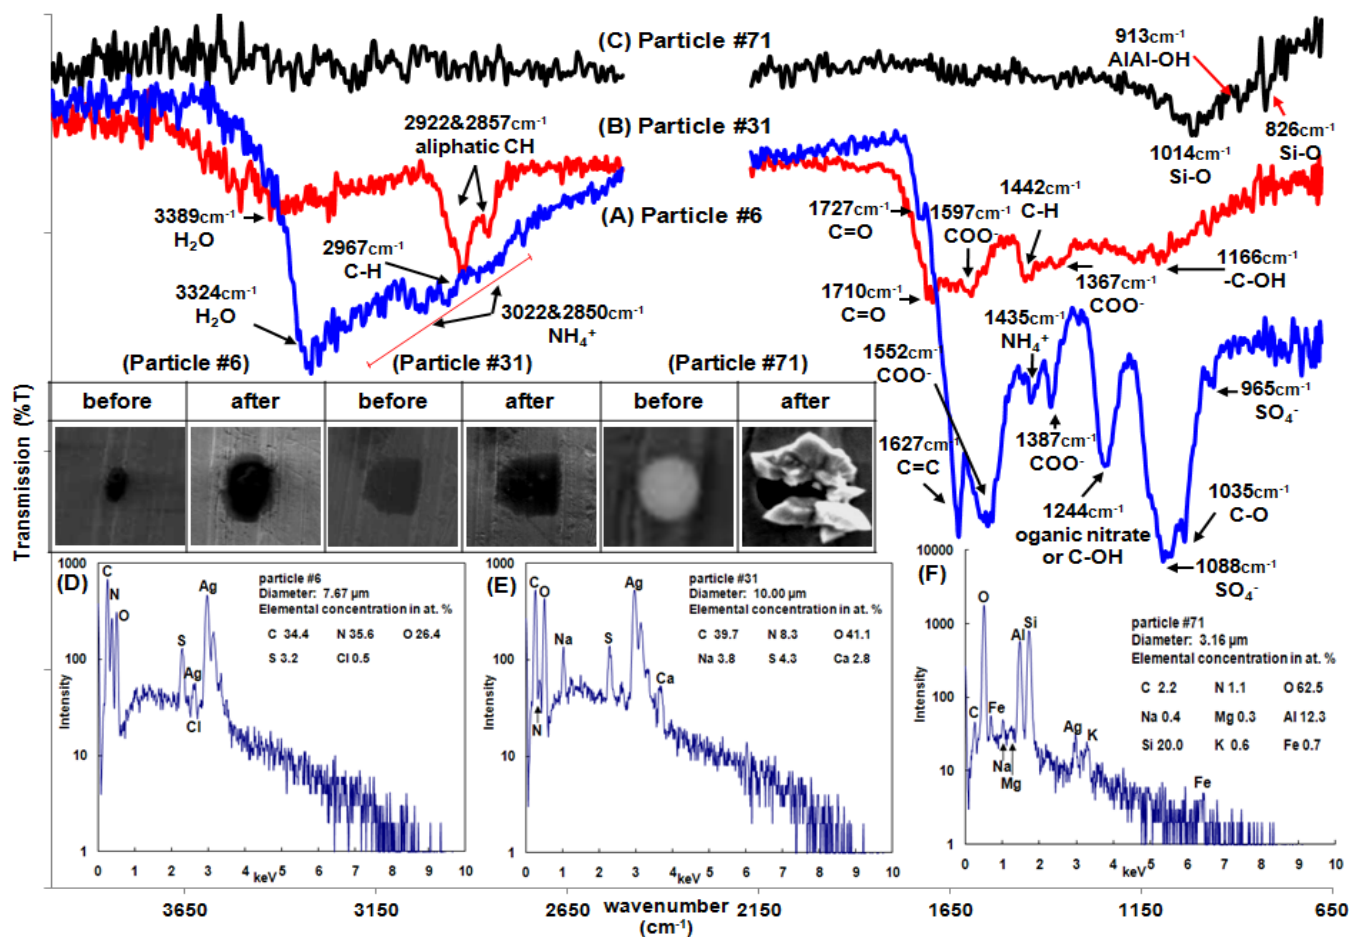 (C) Particle #71
913cm-1
AlAl-OH
826cm-1
Si-O
1014cm-1
Si-O
(B) Particle #31
(A) Particle #6
2922&2857cm-1
aliphatic CH
3389cm-1
H2O
2967cm-1
C-H
3324cm-1
H2O
3022&2850cm-1
NH4+
1727cm-1
C=O
1597cm-1
COO-
1442cm-1
C-H
1710cm-1
C=O
1367cm-1
COO-
1166cm-1
-C-OH
1552cm-1
COO-
1435cm-1
NH4+
965cm-1
SO4-
1627cm-1
C=C
1387cm-1
COO-
1244cm-1
oganic nitrate
or C-OH
1035cm-1
C-O
1088cm-1
SO4-
Transmission (%T)
(Particle #6) (Particle #31) (Particle #71)
before after before after before after
(D)
1000
100
10
1
Intensity
C
N
O
S
Ag
Cl
Ag
particle #6
Diameter: 7.67 µm
Elemental concentration in at. %
C 34.4 N 35.6 O 26.4
S 3.2 Cl 0.5
0 1 2 3 4 5 6 7 8 9 10
keV
(E)
1000
100
10
1
Intensity
C
O
N
Na
S
Ag
Ca
particle #31
Diameter: 10.00 µm
Elemental concentration in at. %
C 39.7 N 8.3 O 41.1
Na 3.8 S 4.3 Ca 2.8
0 1 2 3 4 5 6 7 8 9 10
keV
(F)
10000
1000
100
10
1
Intensity
C
O
Fe
Na
Mg
Al
Si
Ag
K
Fe
particle #71
Diameter: 3.16 µm
Elemental concentration in at. %
C 2.2 N 1.1 O 62.5
Na 0.4 Mg 0.3 Al 12.3
Si 20.0 K 0.6 Fe 0.7
0 1 2 3 4 5 6 7 8 9 10
keV
3650 3150 2650 2150 1650 1150 650
wavenumber
(cm-1)